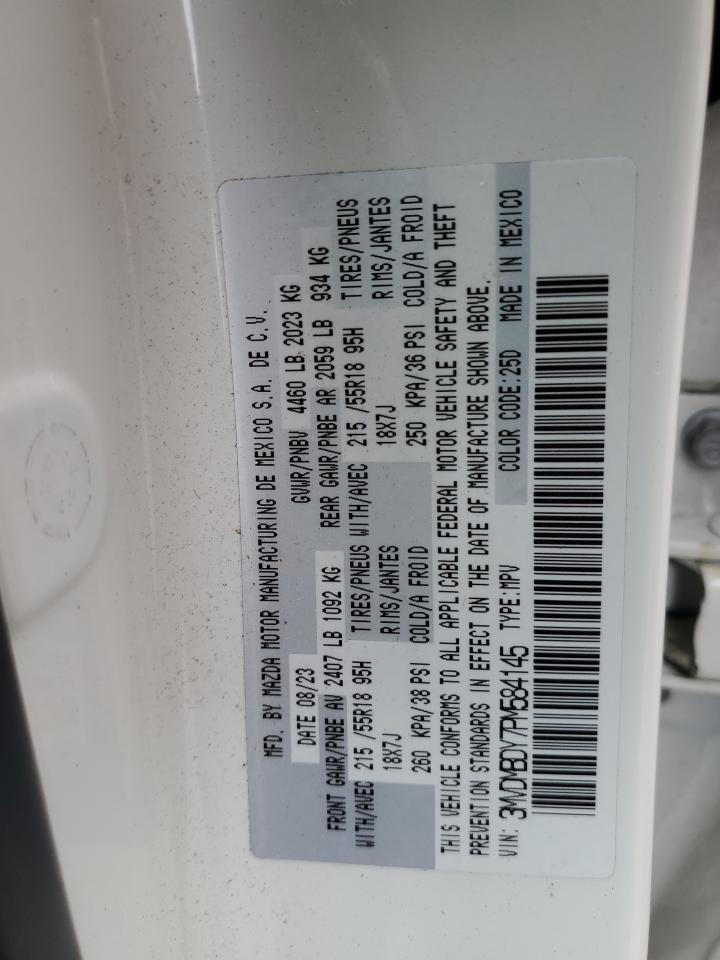 MFD. BY MAZDA MOTOR MANUFACTURING DE MEXICO S.A. DE C.V.
DATE 08/23 GVWR/PNBV 4460 LB 2023 KG
FRONT GAWR/PNBE AV 2407 LB 1092 KG REAR GAWR/PNBE AR 2059 LB 934 KG
WITH/AVEC 215 /55R18 95H TIRES/PNEUS WITH/AVEC 215 /55R18 95H TIRES/PNEUS
18X7J RIMS/JANTES 18X7J RIMS/JANTES
260 KPA/38 PSI COLD/A FROID 250 KPA/36 PSI COLD/A FROID
THIS VEHICLE CONFORMS TO ALL APPLICABLE FEDERAL MOTOR VEHICLE SAFETY AND THEFT
PREVENTION STANDARDS IN EFFECT ON THE DATE OF MANUFACTURE SHOWN ABOVE.
VIN: 3MVDMBDY7PM584145 TYPE:MPV COLOR CODE:25D MADE IN MEXICO